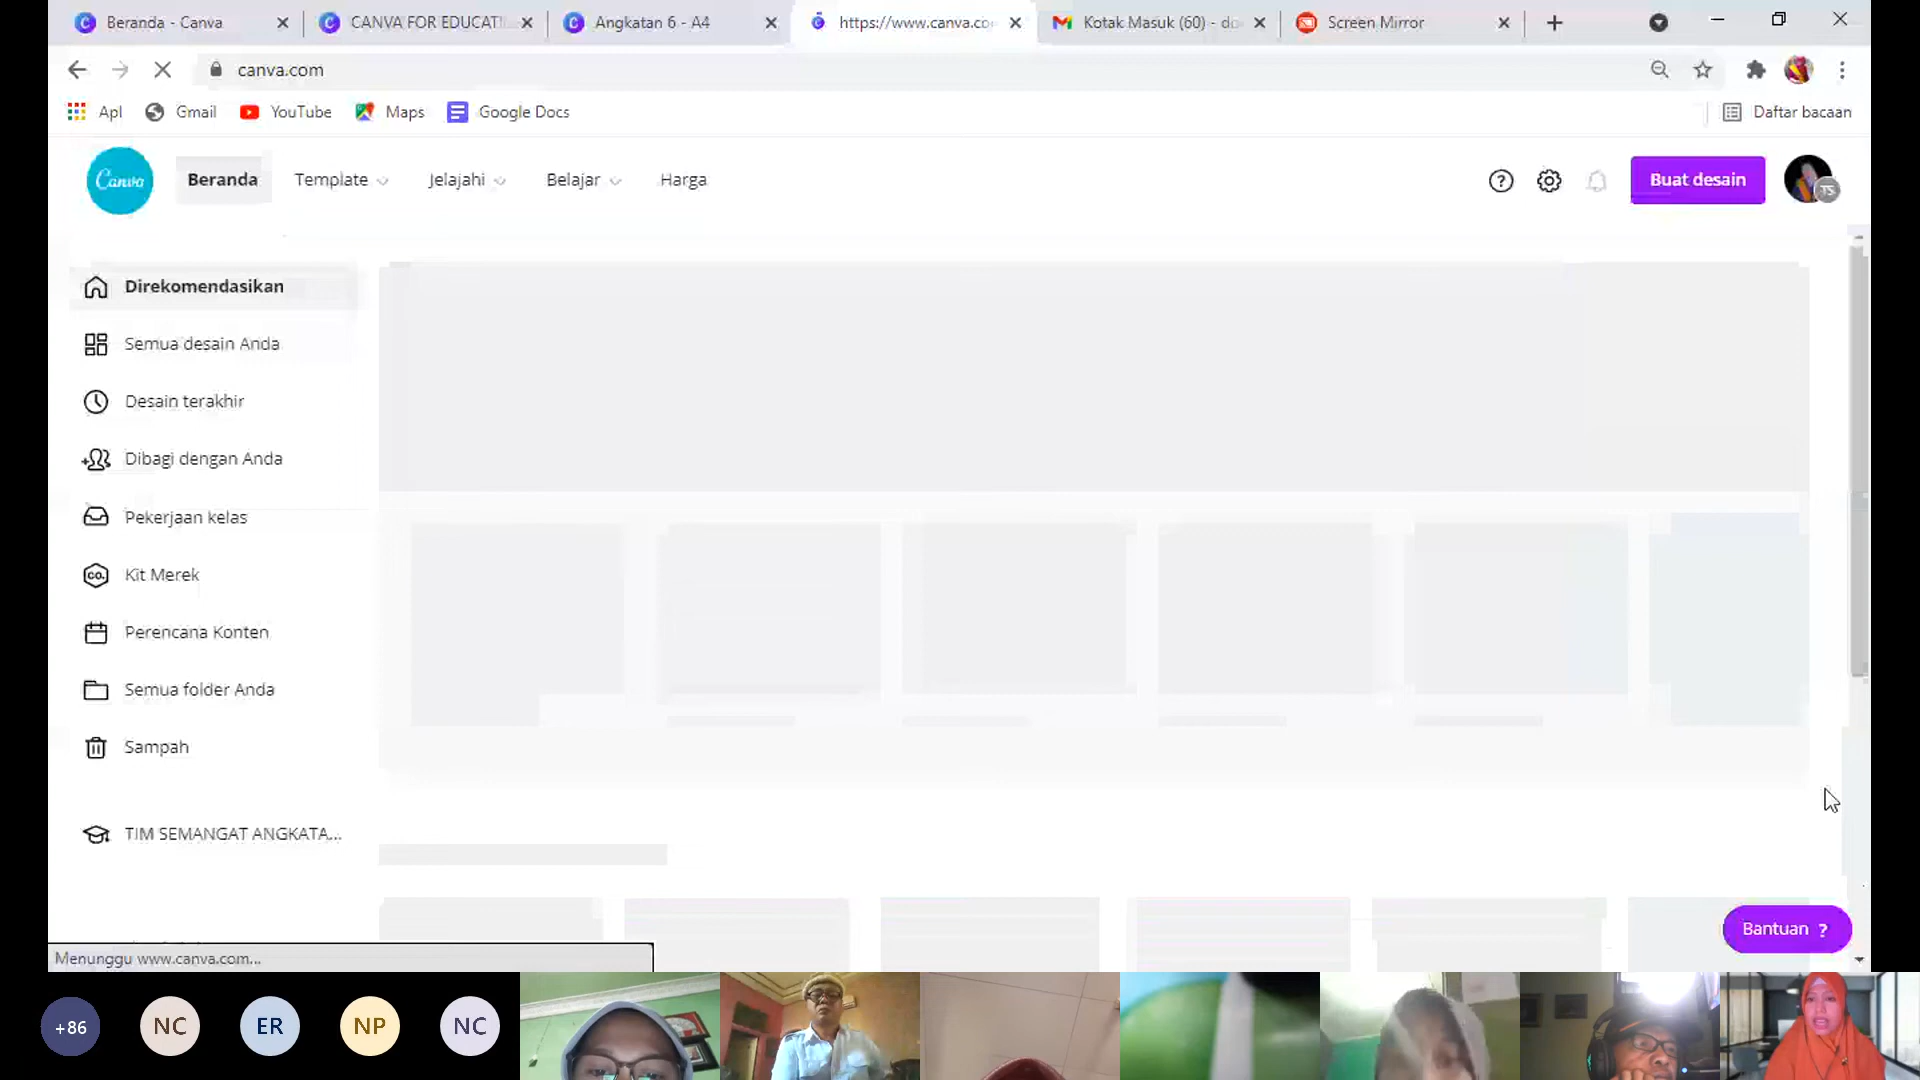 Beranda - Canva
CANVA FOR EDUCATI
Angkatan 6 - A4
https://www.canva.co
Kotak Masuk (60) - do
Screen Mirror
canva.com
Apl
Gmail
YouTube
Maps
Google Docs
Daftar bacaan
Canva
Beranda
Template
Jelajahi
Belajar
Harga
Buat desain
TS
Direkomendasikan
Semua desain Anda
Desain terakhir
Dibagi dengan Anda
Pekerjaan kelas
CO.
Kit Merek
Perencana Konten
Semua folder Anda
Sampah
TIM SEMANGAT ANGKATA...
Bantuan ?
Menunggu www.canva.com...
+86
NC
ER
NP
NC